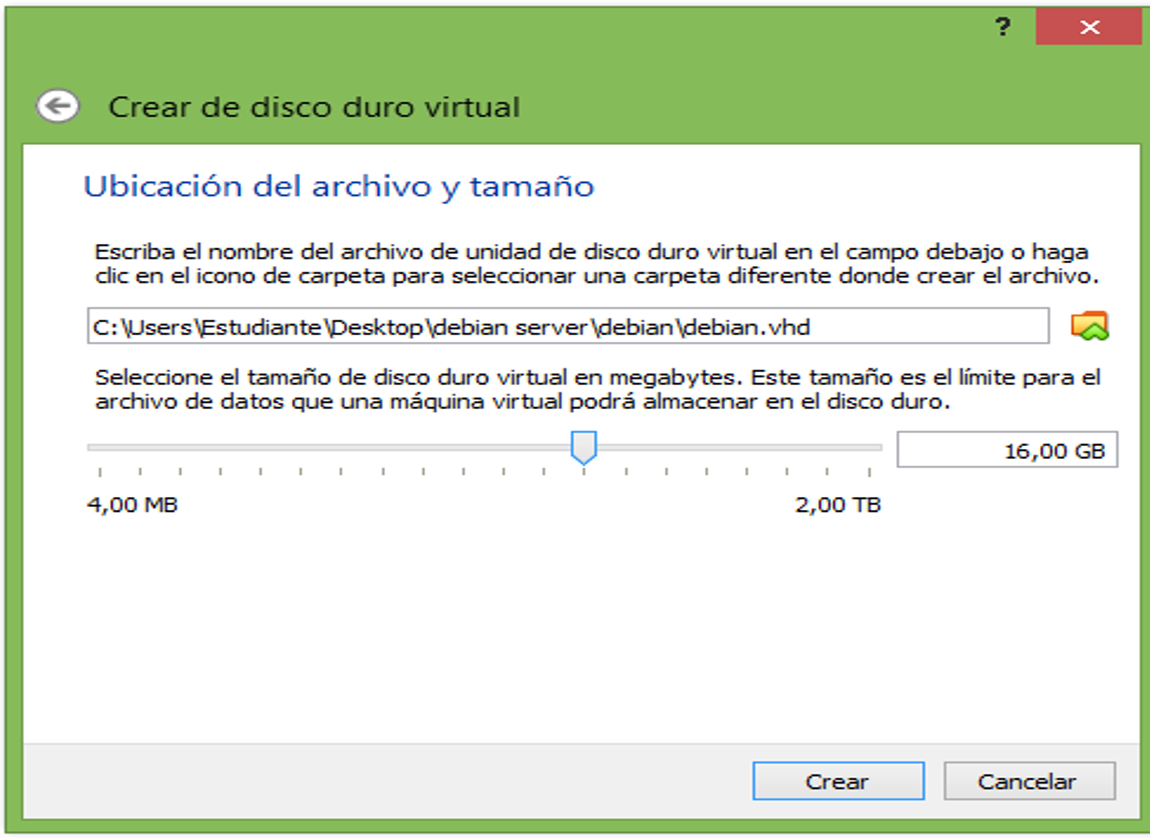 ?
Crear de disco duro virtual
Ubicación del archivo y tamaño
Escriba el nombre del archivo de unidad de disco duro virtual en el campo debajo o haga
clic en el icono de carpeta para seleccionar una carpeta diferente donde crear el archivo.
C:\Users\Estudiante\Desktop\debian server\debian\debian.vhd
Seleccione el tamaño de disco duro virtual en megabytes. Este tamaño es el límite para el
archivo de datos que una máquina virtual podrá almacenar en el disco duro.
16,00 GB
4,00 MB 2,00 TB
Crear Cancelar